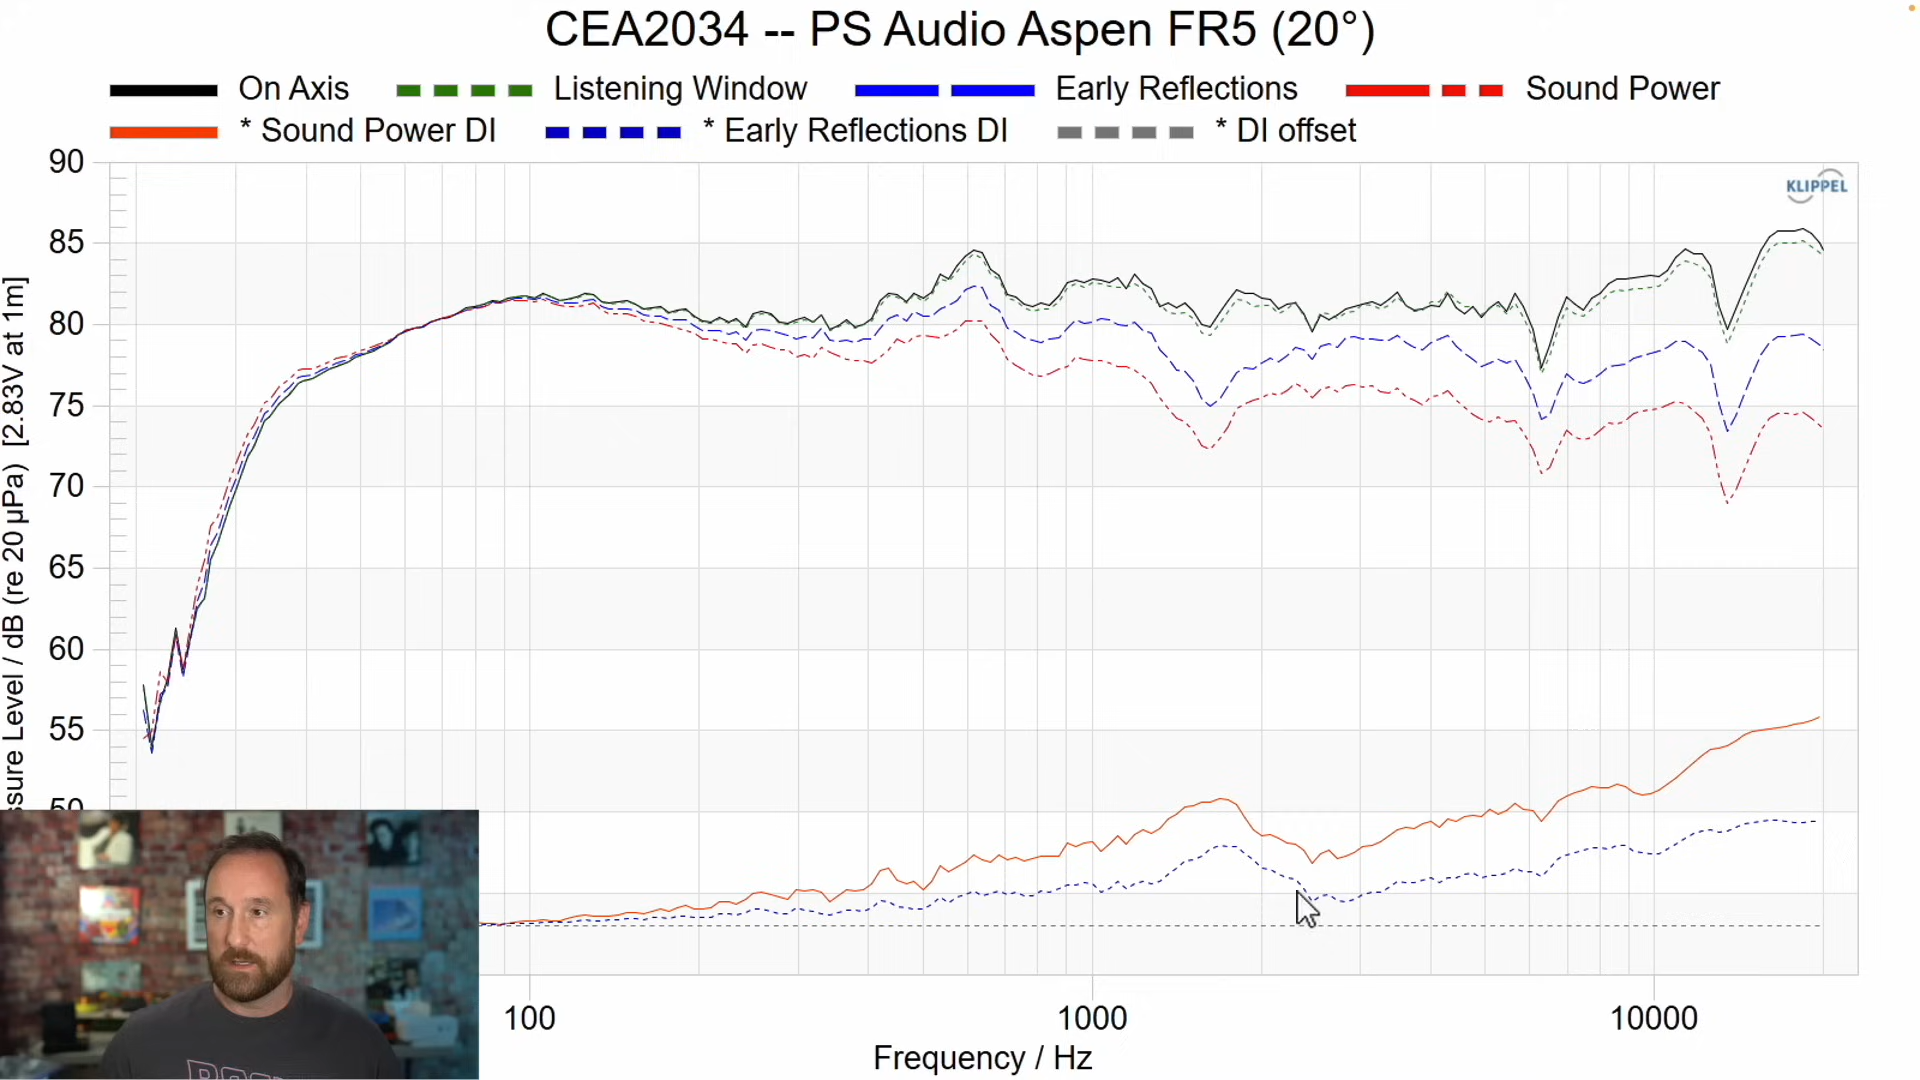 CEA2034 -- PS Audio Aspen FR5 (20°)
On Axis Listening Window Early Reflections Sound Power
* Sound Power DI * Early Reflections DI * DI offset
90
KLIPPEL
85
80
75
70
65
60
55
ssure Level / dB (re 20 µPa) [2.83V at 1m]
100 1000 10000
Frequency / Hz